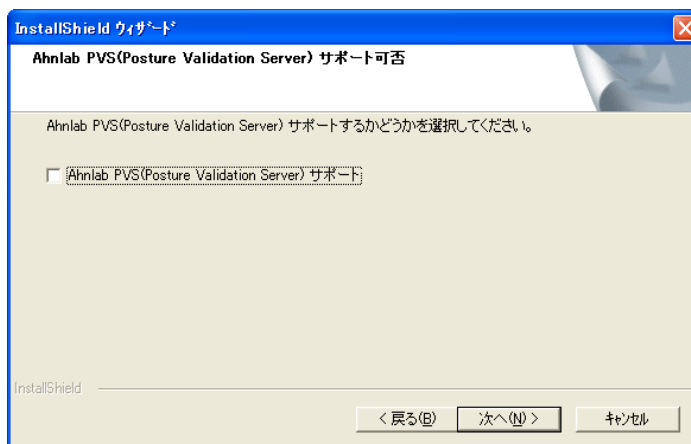 InstallShield ウィザード
Ahnlab PVS(Posture Validation Server) サポート可否
Ahnlab PVS(Posture Validation Server) サポートするかどうかを選択してください。
Ahnlab PVS(Posture Validation Server) サポート
InstallShield
< 戻る(B) 次へ(N) > キャンセル